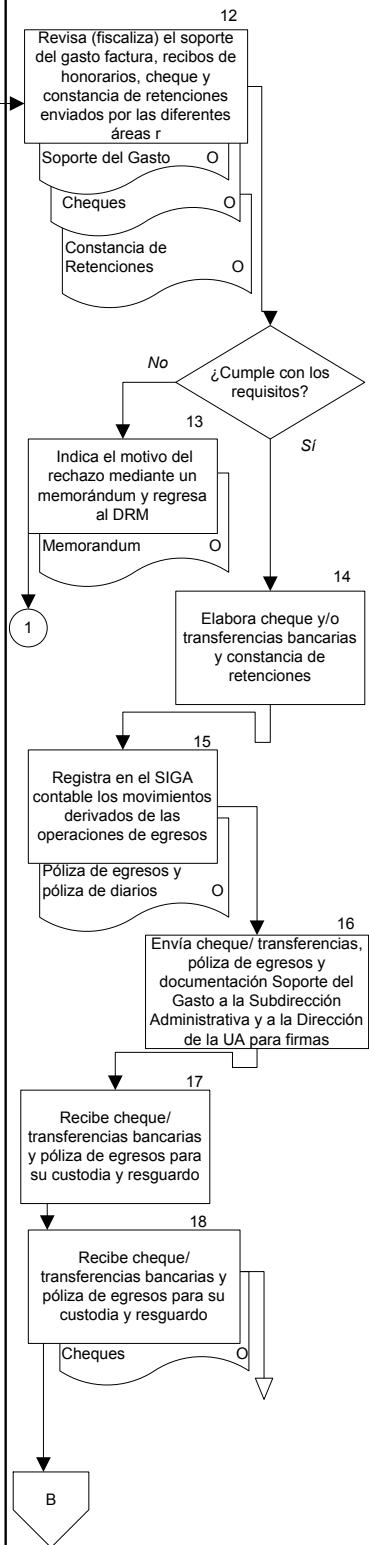 12
Revisa (fiscaliza) el soporte
del gasto factura, recibos de
honorarios, cheque y
constancia de retenciones
enviados por las diferentes
áreas r
Soporte del Gasto O
Cheques O
Constancia de
Retenciones O
¿Cumple con los
requisitos?
No
Sí
13
Indica el motivo del
rechazo mediante un
memorándum y regresa
al DRM
Memorandum O
1
14
Elabora cheque y/o
transferencias bancarias
y constancia de
retenciones
15
Registra en el SIGA
contable los movimientos
derivados de las
operaciones de egresos
Póliza de egresos y
póliza de diarios O
16
Envía cheque/ transferencias,
póliza de egresos y
documentación Soporte del
Gasto a la Subdirección
Administrativa y a la Dirección
de la UA para firmas
17
Recibe cheque/
transferencias bancarias
y póliza de egresos para
su custodia y resguardo
18
Recibe cheque/
transferencias bancarias y
póliza de egresos para su
custodia y resguardo
Cheques O
B